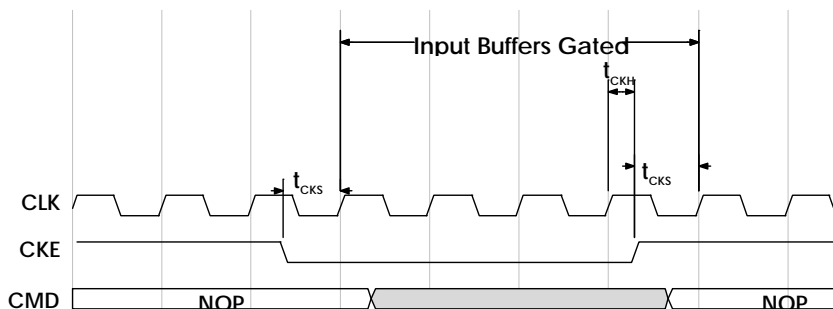 Input Buffers Gated
tCKH
tCKS
tCKS
CLK
CKE
CMD
NOP
NOP